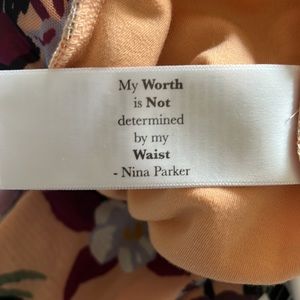 My Worth
is Not
determined
by my
Waist
- Nina Parker